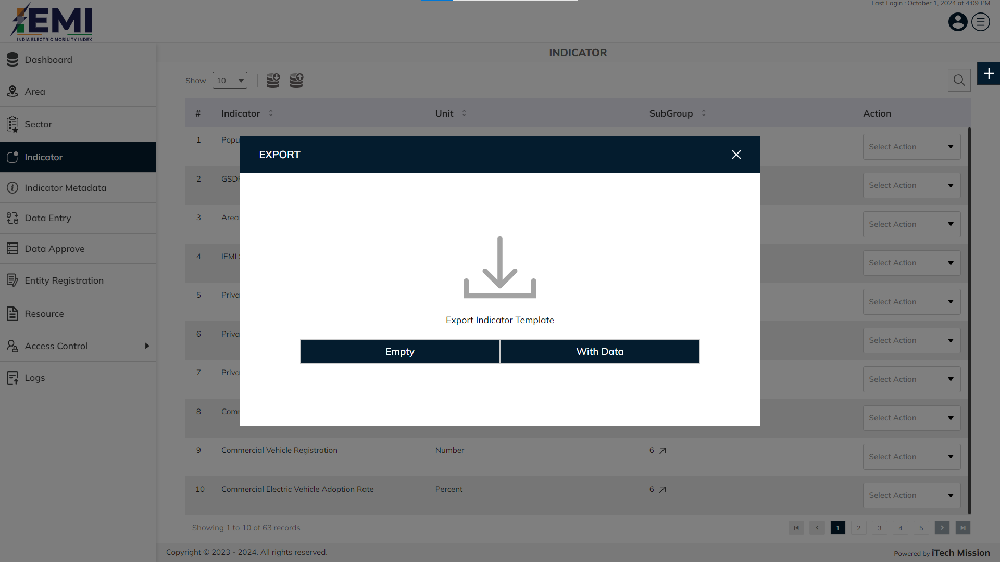 Last Login : October 1, 2024 at 4:09 PM
IEMI
INDIA ELECTRIC MOBILITY INDEX
Dashboard
Area
Sector
Indicator
Indicator Metadata
Data Entry
Data Approve
Entity Registration
Resource
Access Control
Logs
INDICATOR
Show 10
# Indicator Unit SubGroup Action
1 Popu Select Action
2 GSD Select Action
3 Area Select Action
4 IEMI Select Action
5 Priva Select Action
6 Priva Select Action
7 Priva Select Action
8 Com Select Action
9 Commercial Vehicle Registration Number 6 Select Action
10 Commercial Electric Vehicle Adoption Rate Percent 6 Select Action
EXPORT
Export Indicator Template
Empty With Data
Showing 1 to 10 of 63 records
1 2 3 4 5
Copyright © 2023 - 2024. All rights reserved.
Powered by iTech Mission